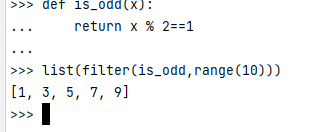 >>> def is_odd(x):
...     return x % 2==1
...
>>> list(filter(is_odd,range(10)))
[1, 3, 5, 7, 9]
>>>